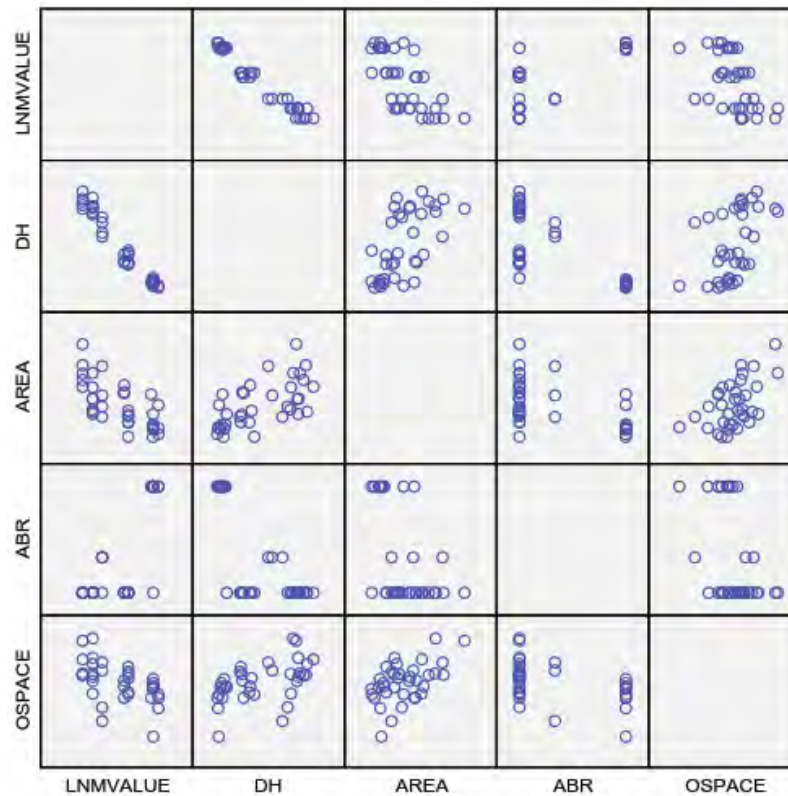 LNMVALUE
DH
AREA
ABR
OSPACE
LNMVALUE DH AREA ABR OSPACE